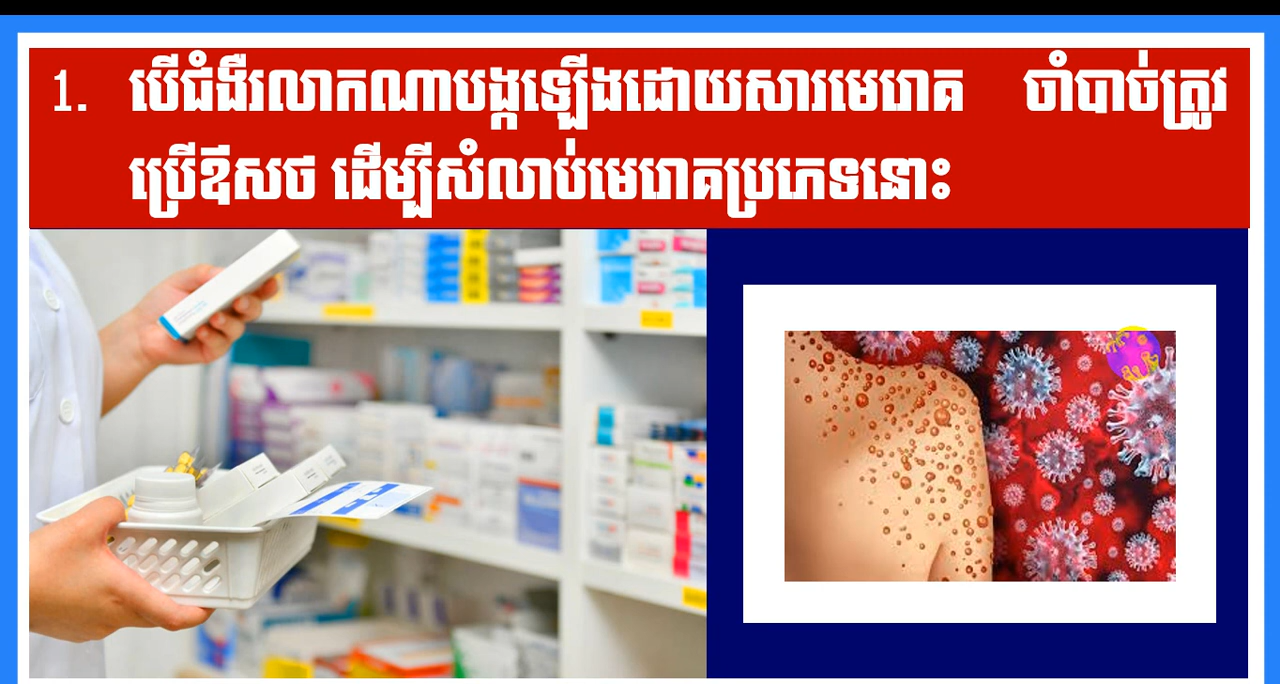 1. បើជំងឺរលាកណាបង្កឡើងដោយសារមេរោគ ចាំបាច់ត្រូវ
ប្រើឪសថ ដើម្បីសំលាប់មេរោគប្រភេទនោះ